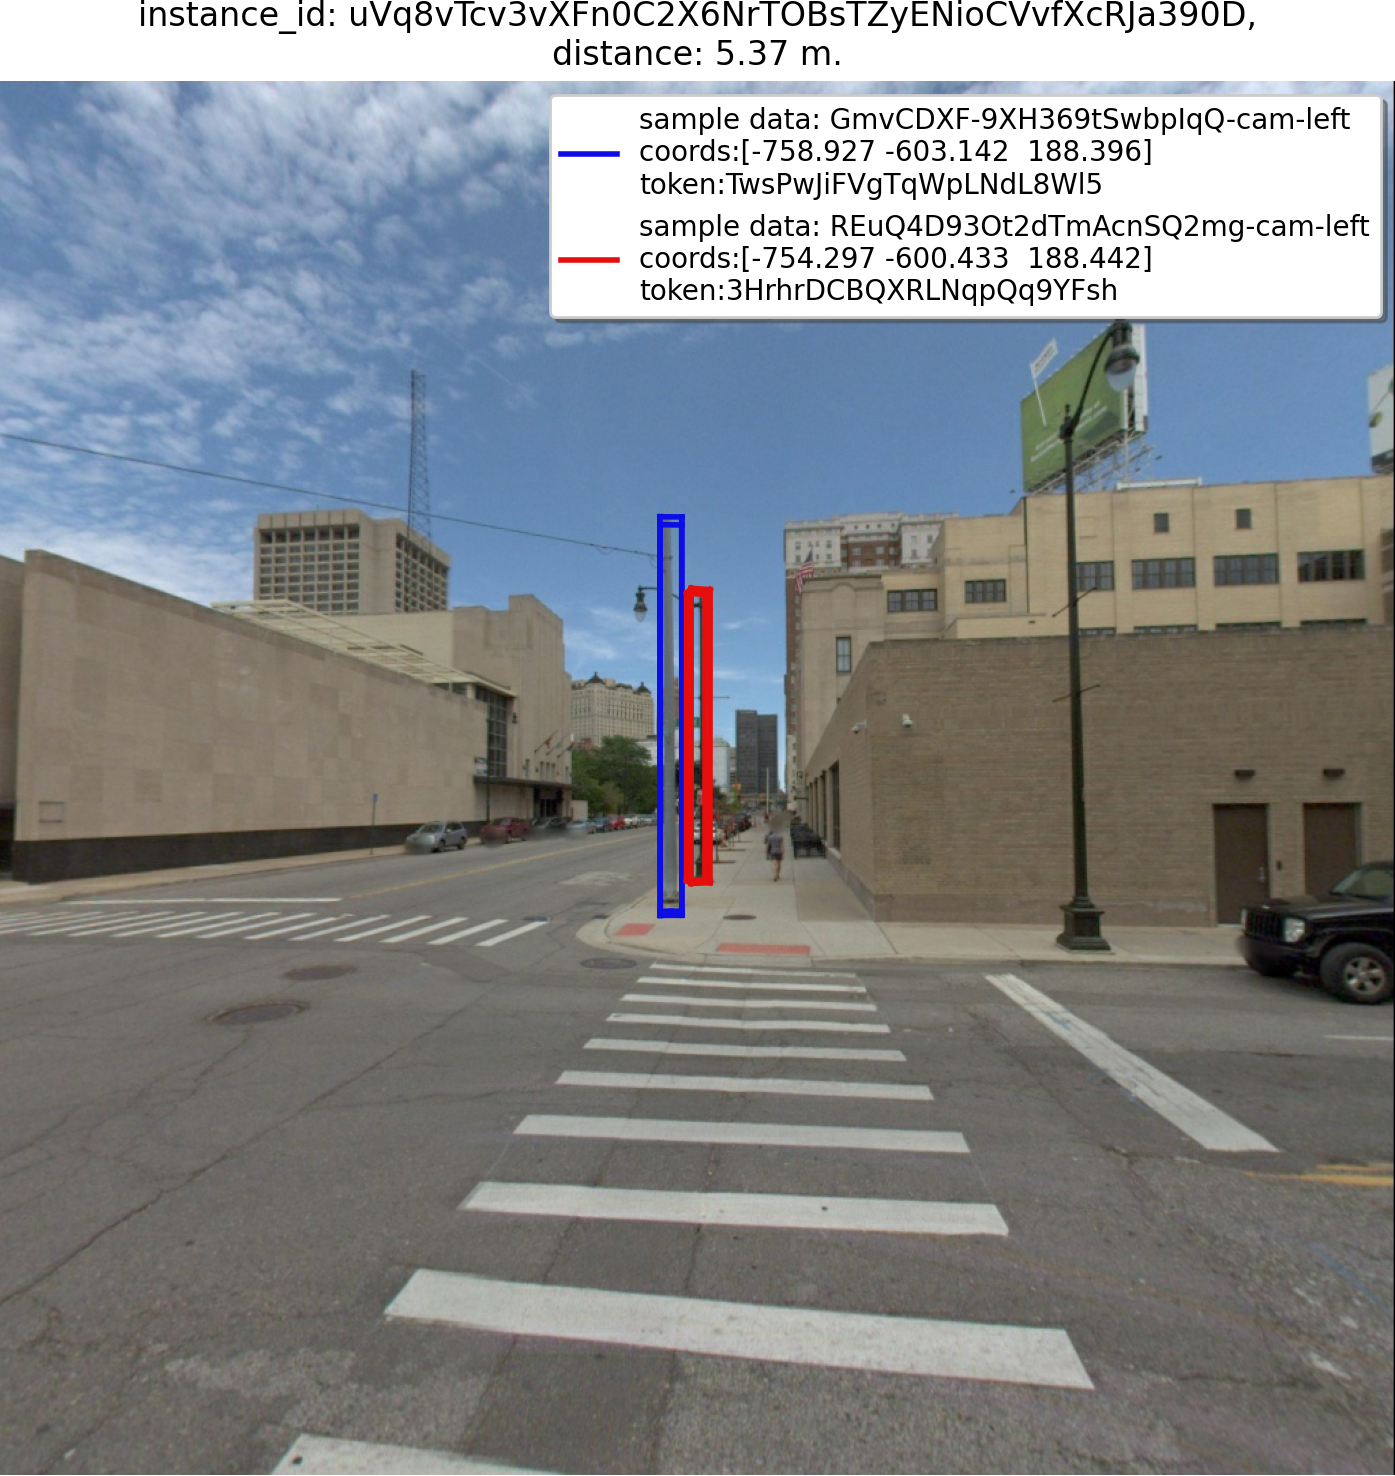 instance_id: uVq8vTcv3vXFn0C2X6NrTOBsTZyENioCVvfXcRJa390D,
distance: 5.37 m.
sample data: GmvCDXF-9XH369tSwbpIqQ-cam-left
coords:[-758.927 -603.142  188.396]
token:TwsPwJiFVgTqWpLNdL8Wl5
sample data: REuQ4D93Ot2dTmAcnSQ2mg-cam-left
coords:[-754.297 -600.433  188.442]
token:3HrhrDCBQXRLNqpQq9YFsh